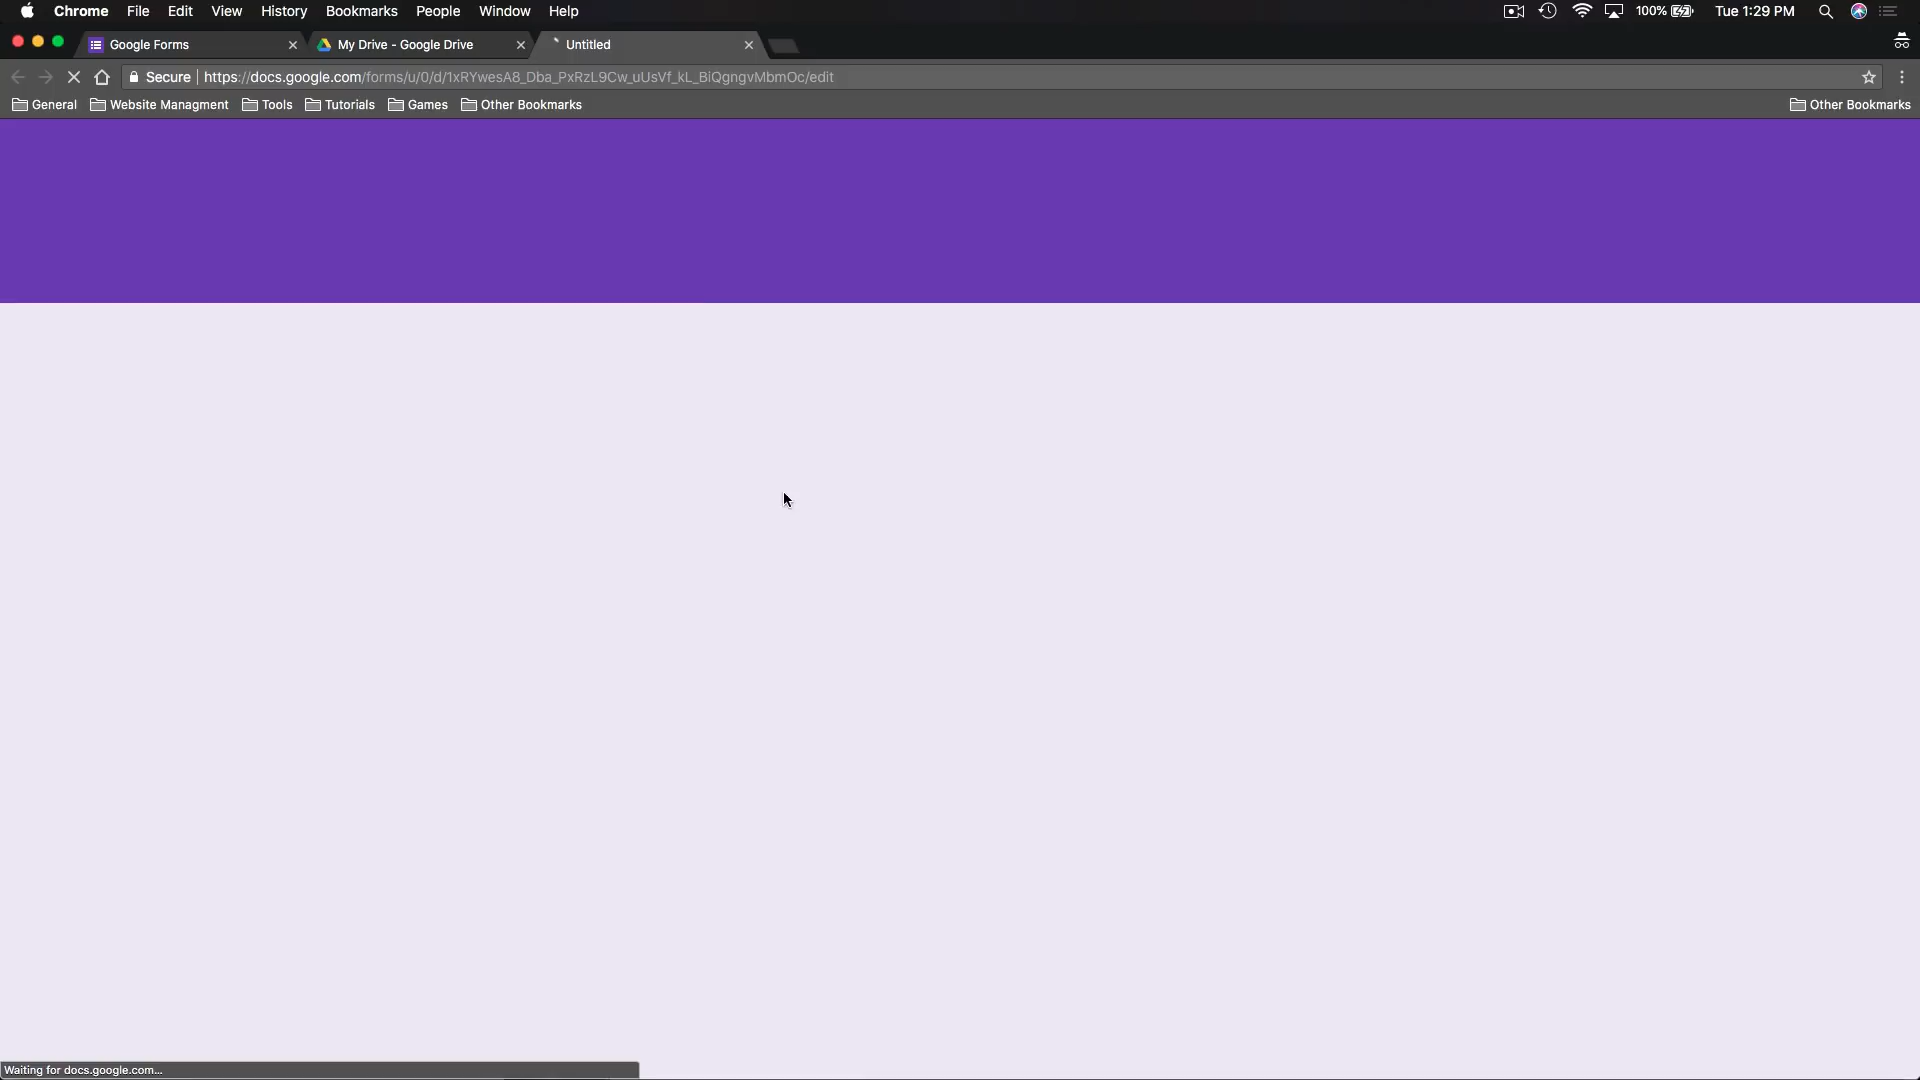 Chrome File Edit View History Bookmarks People Window Help 100% Tue 1:29 PM
Google Forms My Drive - Google Drive Untitled
Secure https://docs.google.com/forms/u/0/d/1xRYwesA8_Dba_PxRzL9Cw_uUsVf_kL_BiQgngvMbmOc/edit
General Website Managment Tools Tutorials Games Other Bookmarks Other Bookmarks
Waiting for docs.google.com...